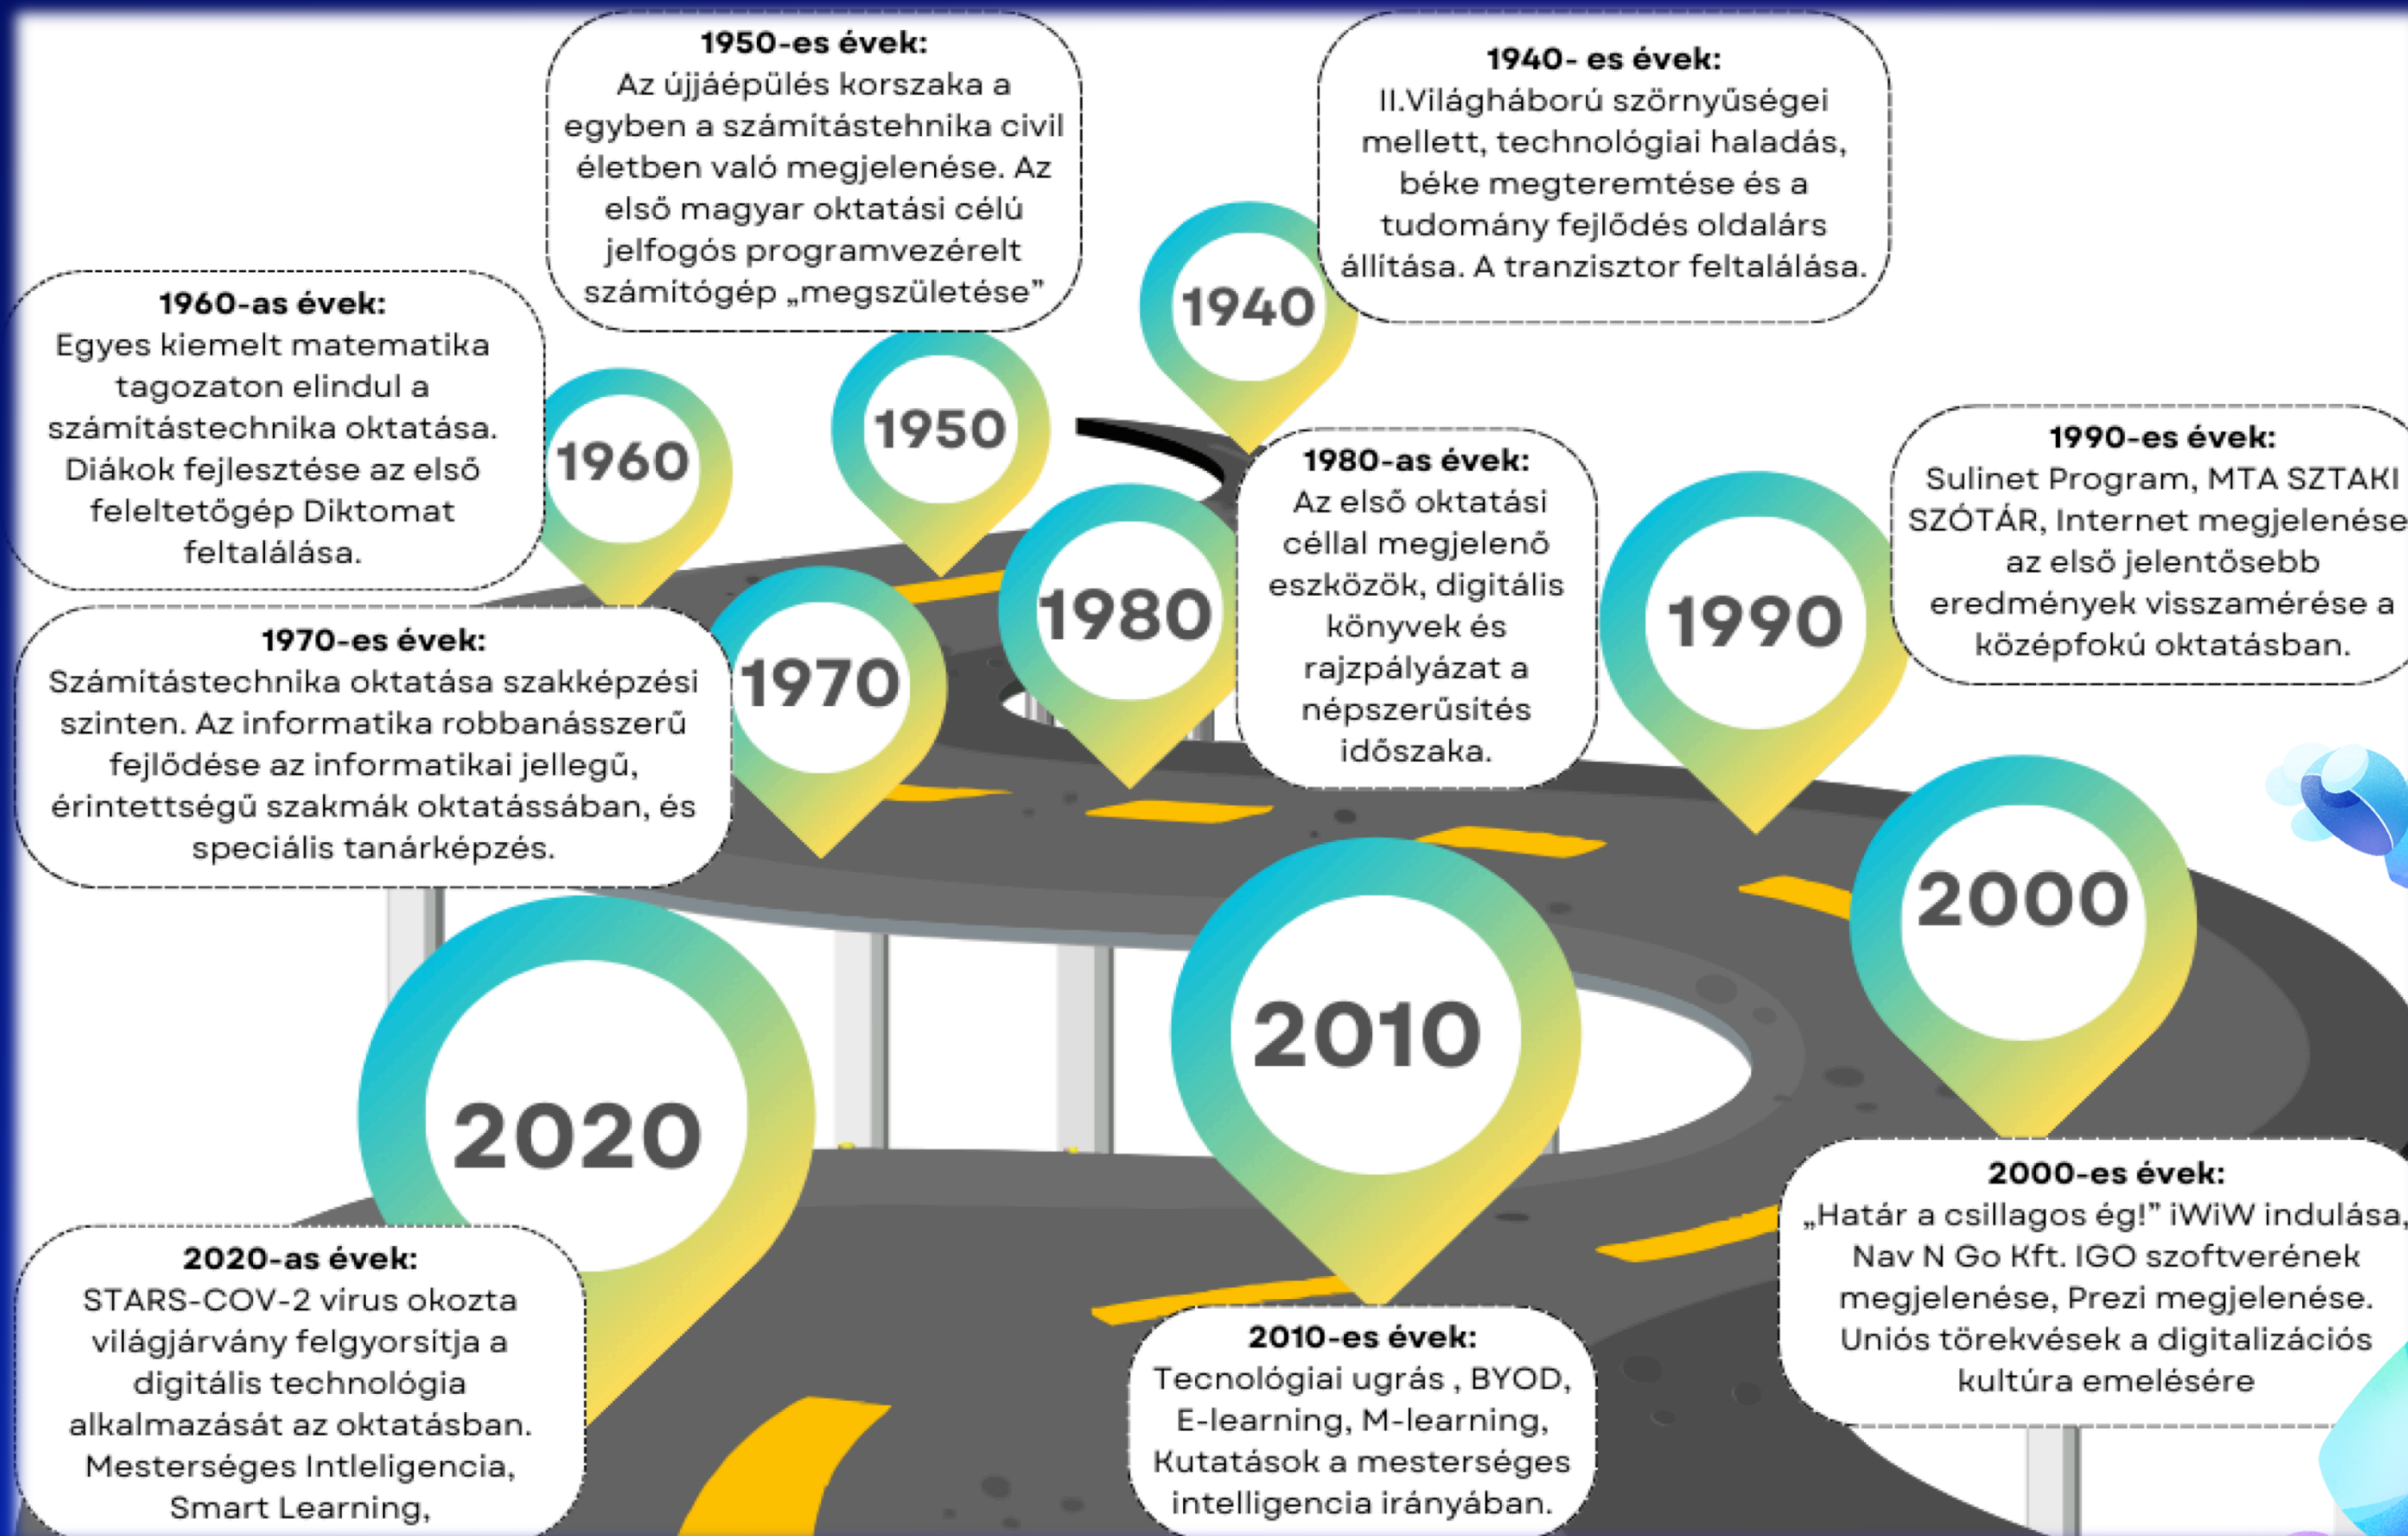 1950-es évek:
Az újjáépülés korszaka a
egyben a számítástehnika civil
életben való megjelenése. Az
első magyar oktatási célú
jelfogós programvezérelt
számítógép „megszületése”
1940- es évek:
II.Világháború szörnyűségei
mellett, technológiai haladás,
béke megteremtése és a
tudomány fejlődés oldalárs
állítása. A tranzisztor feltalálása.
1940
1960-as évek:
Egyes kiemelt matematika
tagozaton elindul a
számítástechnika oktatása.
Diákok fejlesztése az első
feleltetőgép Diktomat
feltalálása.
1960
1950
1980-as évek:
Az első oktatási
céllal megjelenő
eszközök, digitális
könyvek és
rajzpályázat a
népszerűsítés
időszaka.
1980
1990-es évek:
Sulinet Program, MTA SZTAKI
SZÓTÁR, Internet megjelenése
az első jelentősebb
eredmények visszamérése a
középfokú oktatásban.
1990
1970-es évek:
Számítástechnika oktatása szakképzési
szinten. Az informatika robbanásszerű
fejlődése az informatikai jellegű,
érintettségű szakmák oktatássában, és
speciális tanárképzés.
1970
2000
2010
2020
2000-es évek:
„Határ a csillagos ég!” iWiW indulása,
Nav N Go Kft. IGO szoftverének
megjelenése, Prezi megjelenése.
Uniós törekvések a digitalizációs
kultúra emelésére
2020-as évek:
STARS-COV-2 vírus okozta
világjárvány felgyorsítja a
digitális technológia
alkalmazását az oktatásban.
Mesterséges Intleligencia,
Smart Learning,
2010-es évek:
Tecnológiai ugrás , BYOD,
E-learning, M-learning,
Kutatások a mesterséges
intelligencia irányában.